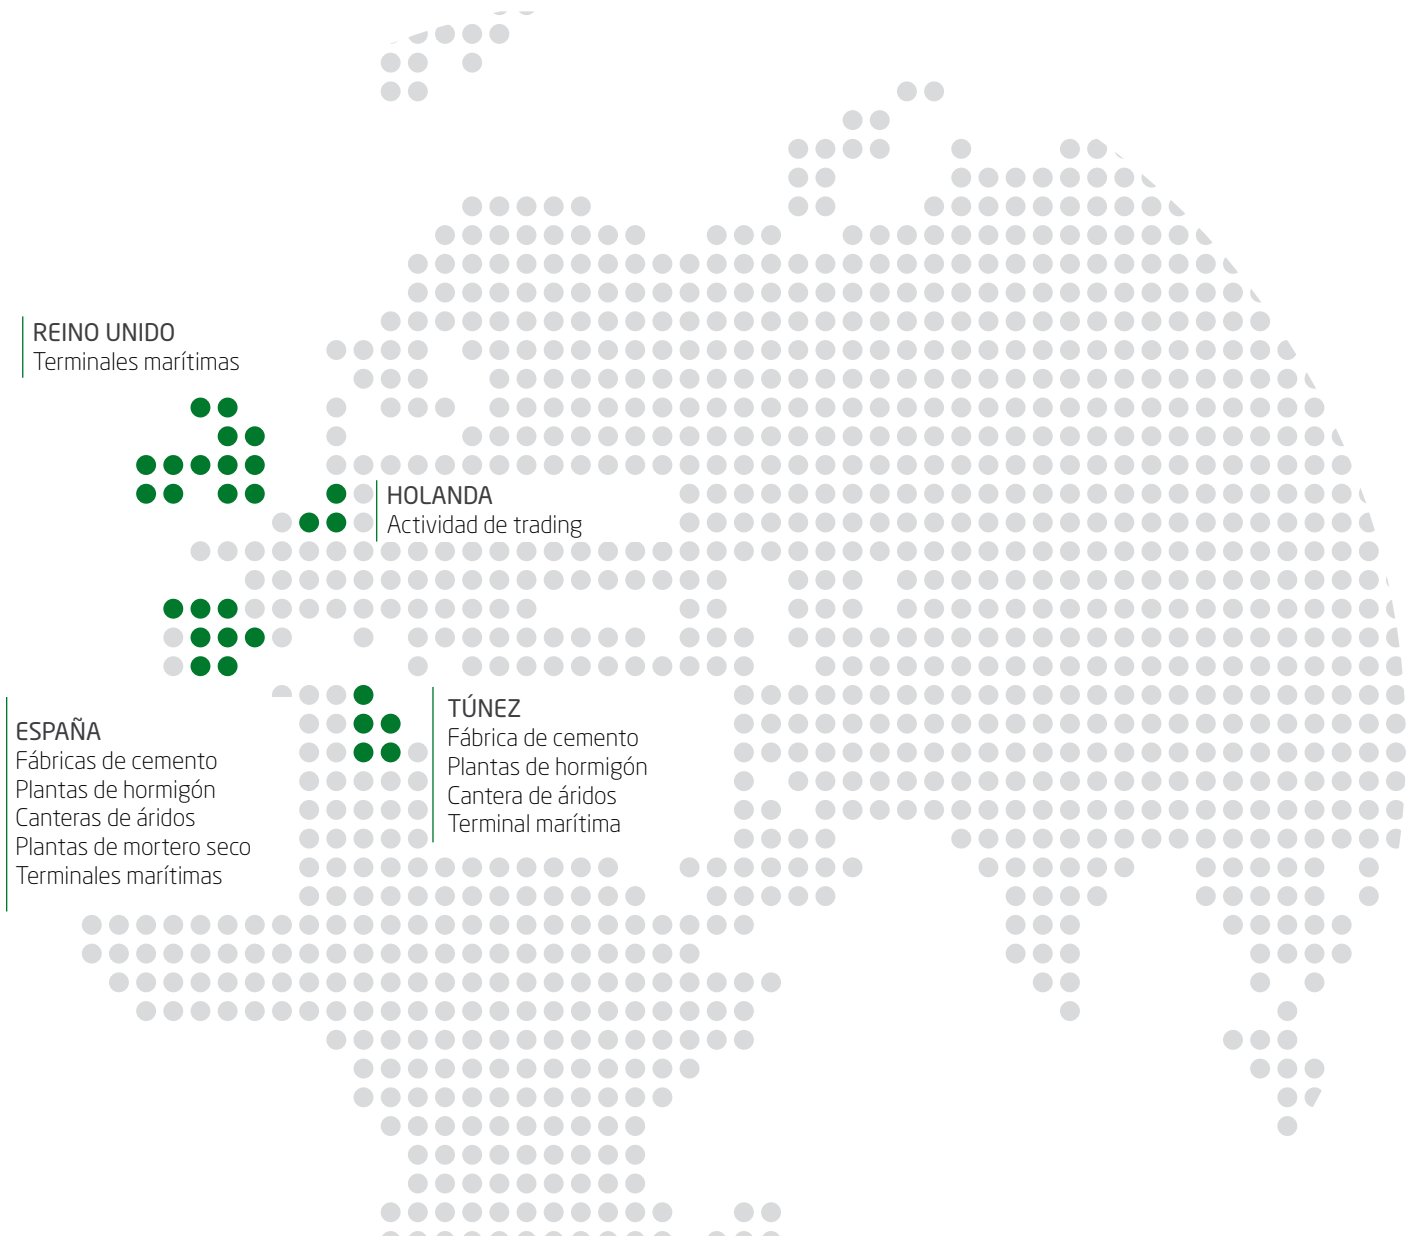 REINO UNIDO
Terminales marítimas
HOLANDA
Actividad de trading
ESPAÑA
Fábricas de cemento
Plantas de hormigón
Canteras de áridos
Plantas de mortero seco
Terminales marítimas
TÚNEZ
Fábrica de cemento
Plantas de hormigón
Cantera de áridos
Terminal marítima